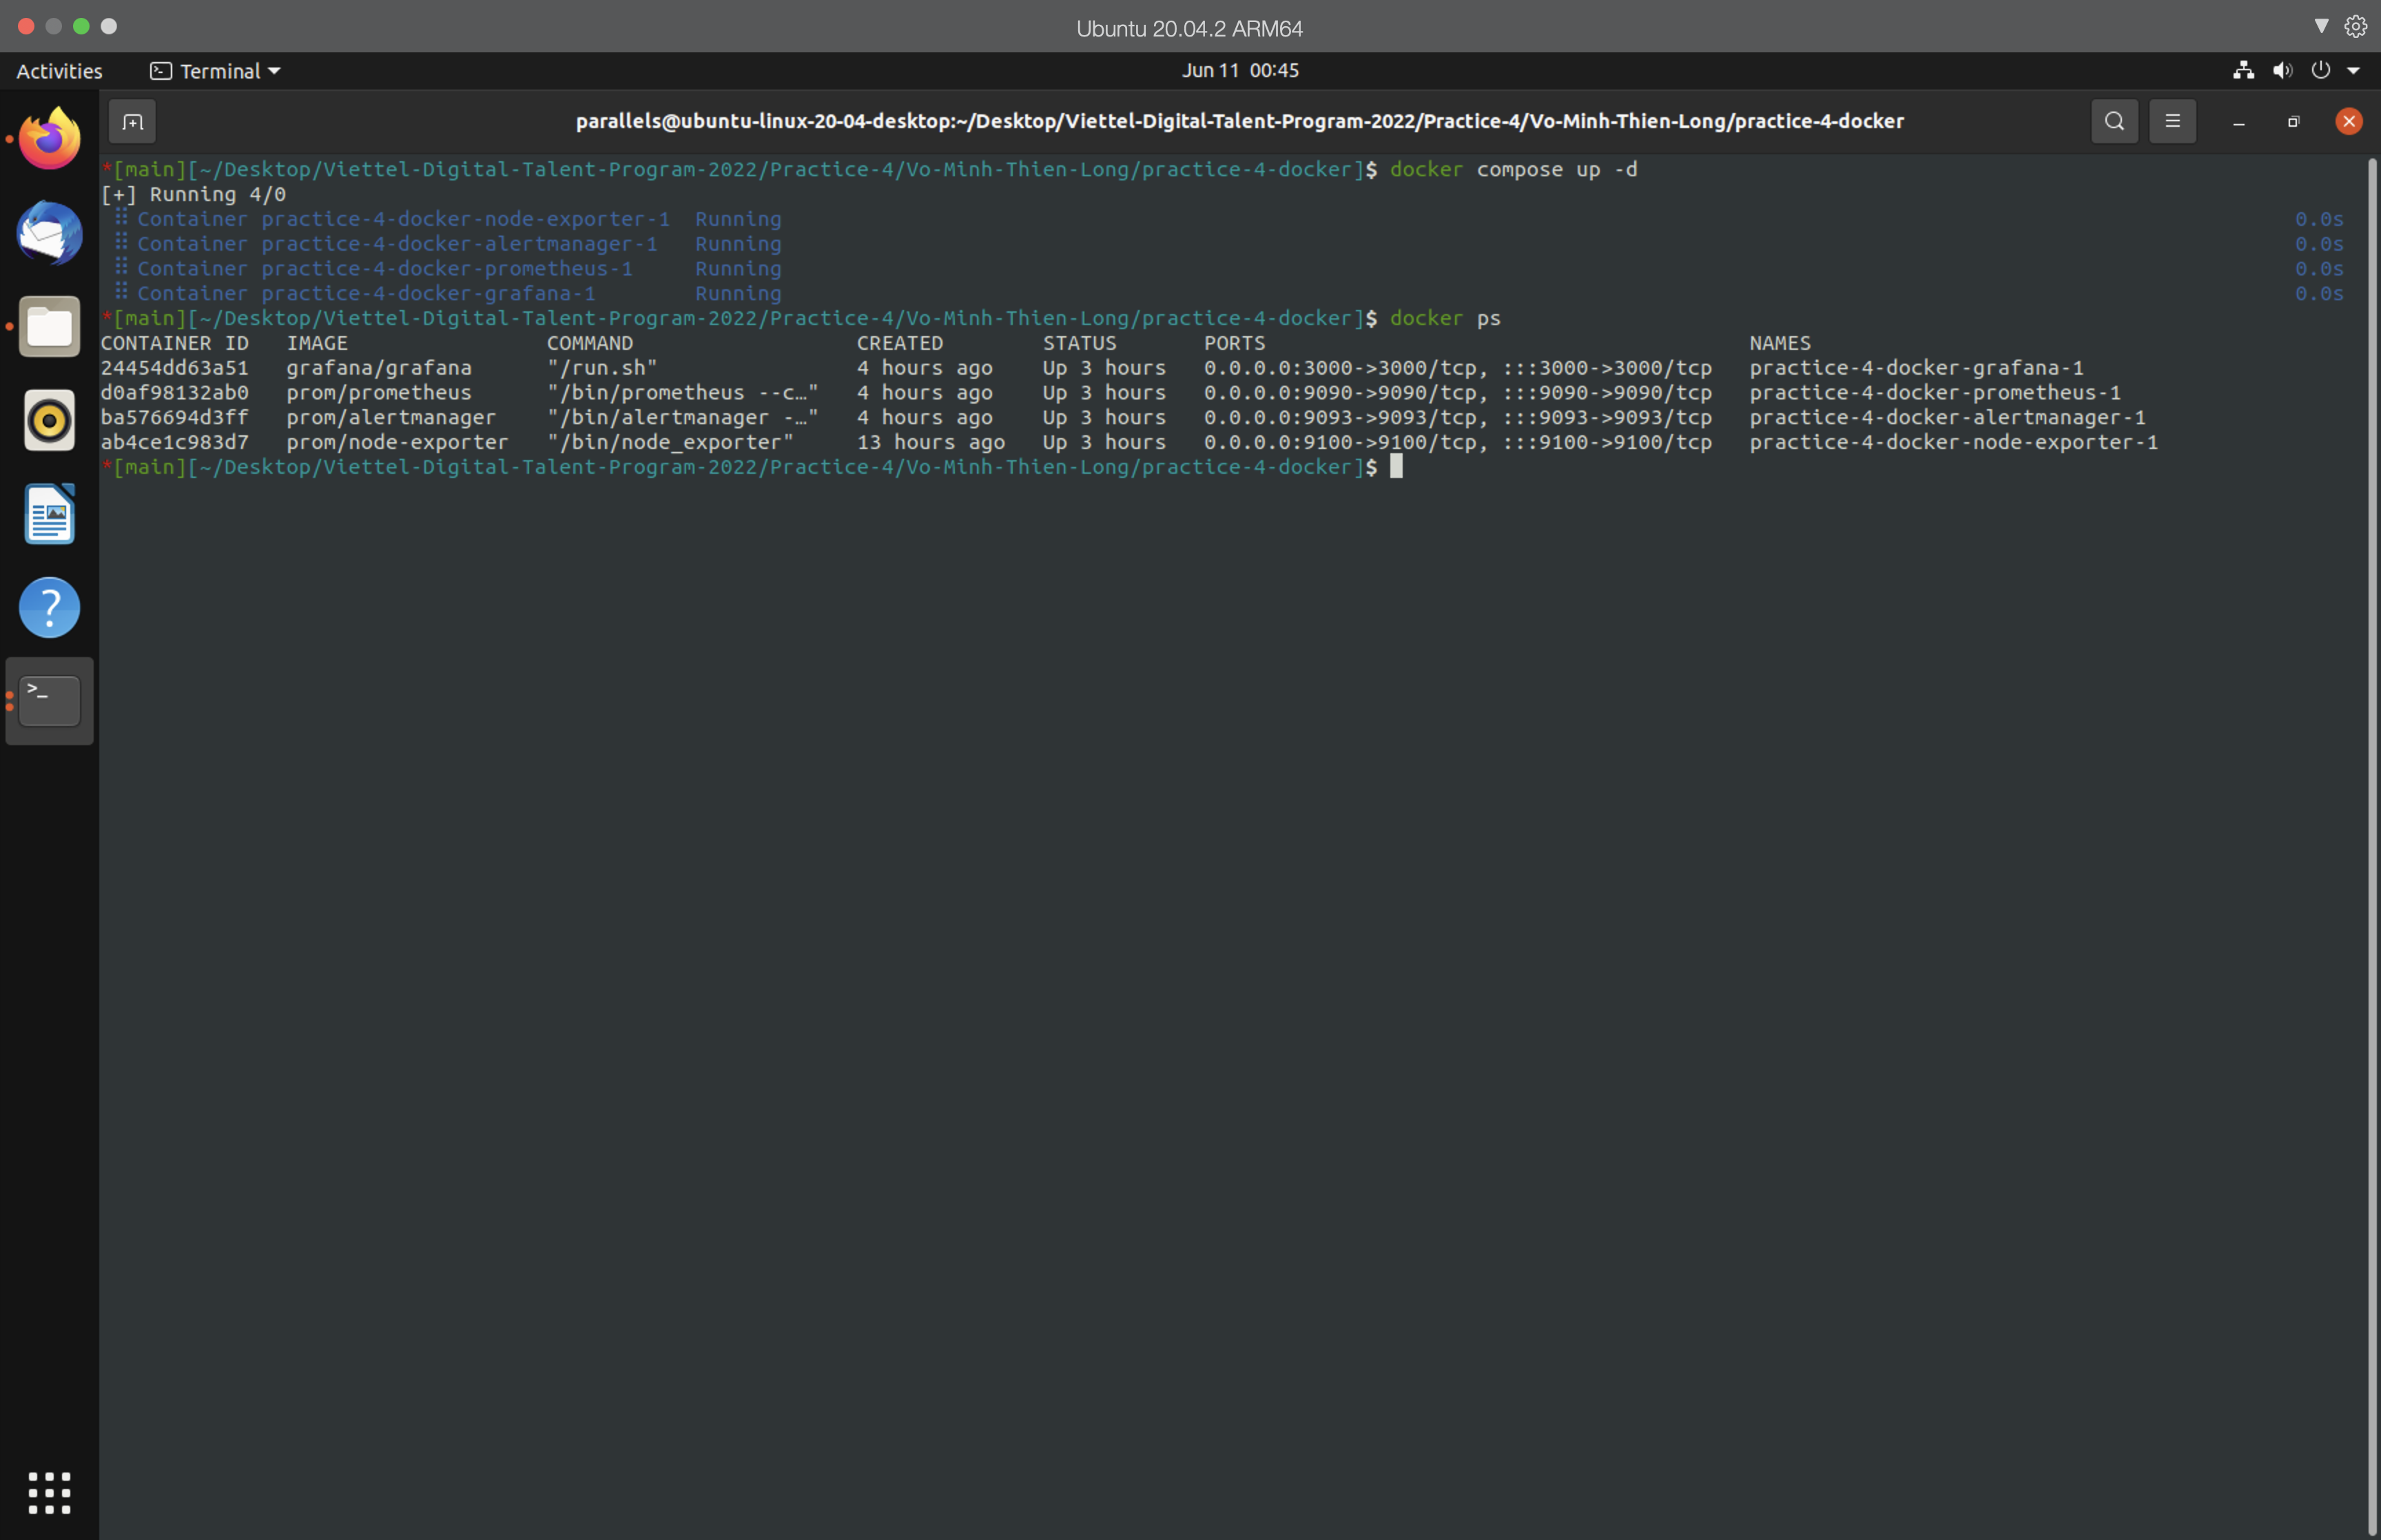 Ubuntu 20.04.2 ARM64
Activities Terminal Jun 11 00:45
parallels@ubuntu-linux-20-04-desktop:~/Desktop/Viettel-Digital-Talent-Program-2022/Practice-4/Vo-Minh-Thien-Long/practice-4-docker
*[main][~/Desktop/Viettel-Digital-Talent-Program-2022/Practice-4/Vo-Minh-Thien-Long/practice-4-docker]$ docker compose up -d
[+] Running 4/0
⠿ Container practice-4-docker-node-exporter-1 Running 0.0s
⠿ Container practice-4-docker-alertmanager-1 Running 0.0s
⠿ Container practice-4-docker-prometheus-1 Running 0.0s
⠿ Container practice-4-docker-grafana-1 Running 0.0s
*[main][~/Desktop/Viettel-Digital-Talent-Program-2022/Practice-4/Vo-Minh-Thien-Long/practice-4-docker]$ docker ps
CONTAINER ID IMAGE COMMAND CREATED STATUS PORTS NAMES
24454dd63a51 grafana/grafana "/run.sh" 4 hours ago Up 3 hours 0.0.0.0:3000->3000/tcp, :::3000->3000/tcp practice-4-docker-grafana-1
d0af98132ab0 prom/prometheus "/bin/prometheus --c…" 4 hours ago Up 3 hours 0.0.0.0:9090->9090/tcp, :::9090->9090/tcp practice-4-docker-prometheus-1
ba576694d3ff prom/alertmanager "/bin/alertmanager -…" 4 hours ago Up 3 hours 0.0.0.0:9093->9093/tcp, :::9093->9093/tcp practice-4-docker-alertmanager-1
ab4ce1c983d7 prom/node-exporter "/bin/node_exporter" 13 hours ago Up 3 hours 0.0.0.0:9100->9100/tcp, :::9100->9100/tcp practice-4-docker-node-exporter-1
*[main][~/Desktop/Viettel-Digital-Talent-Program-2022/Practice-4/Vo-Minh-Thien-Long/practice-4-docker]$